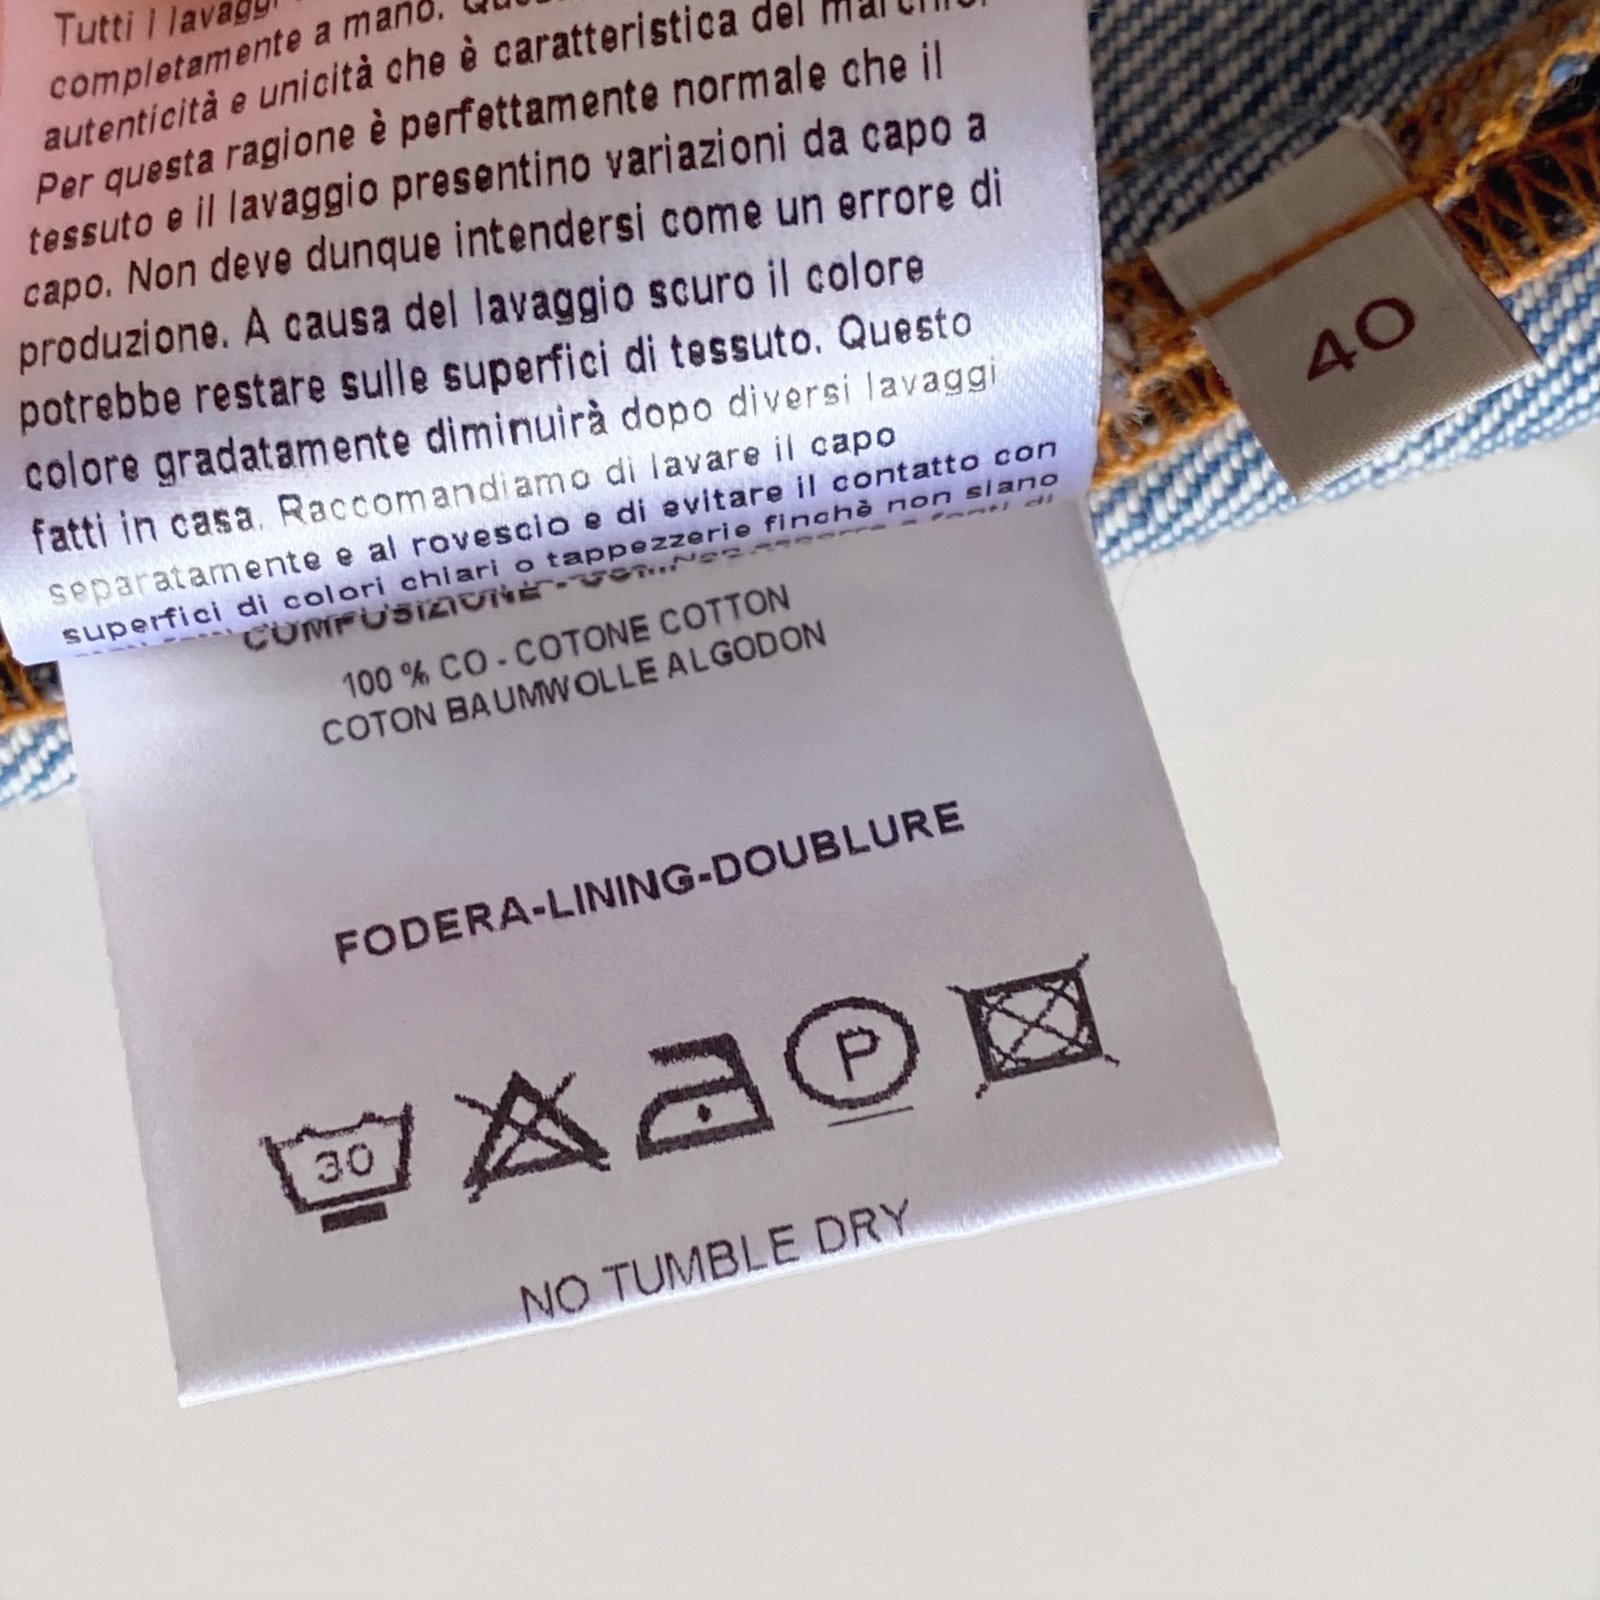 Tutti i lavaggi
completamente a mano.
autenticità e unicità che è caratteristica del
Per questa ragione è perfettamente normale che il
tessuto e il lavaggio presentino variazioni da capo a
capo. Non deve dunque intendersi come un errore di
produzione. A causa del lavaggio scuro il colore
potrebbe restare sulle superfici di tessuto. Questo
colore gradatamente diminuirà dopo diversi lavaggi
fatti in casa. Raccomandiamo di lavare il capo
separatamente e al rovescio e di evitare il contatto con
superfici di colori chiari o tappezzerie finchè non siano
100 % CO - COTONE COTTON
COTON BAUMWOLLE ALGODON
FODERA-LINING-DOUBLURE
30
P
NO TUMBLE DRY
40